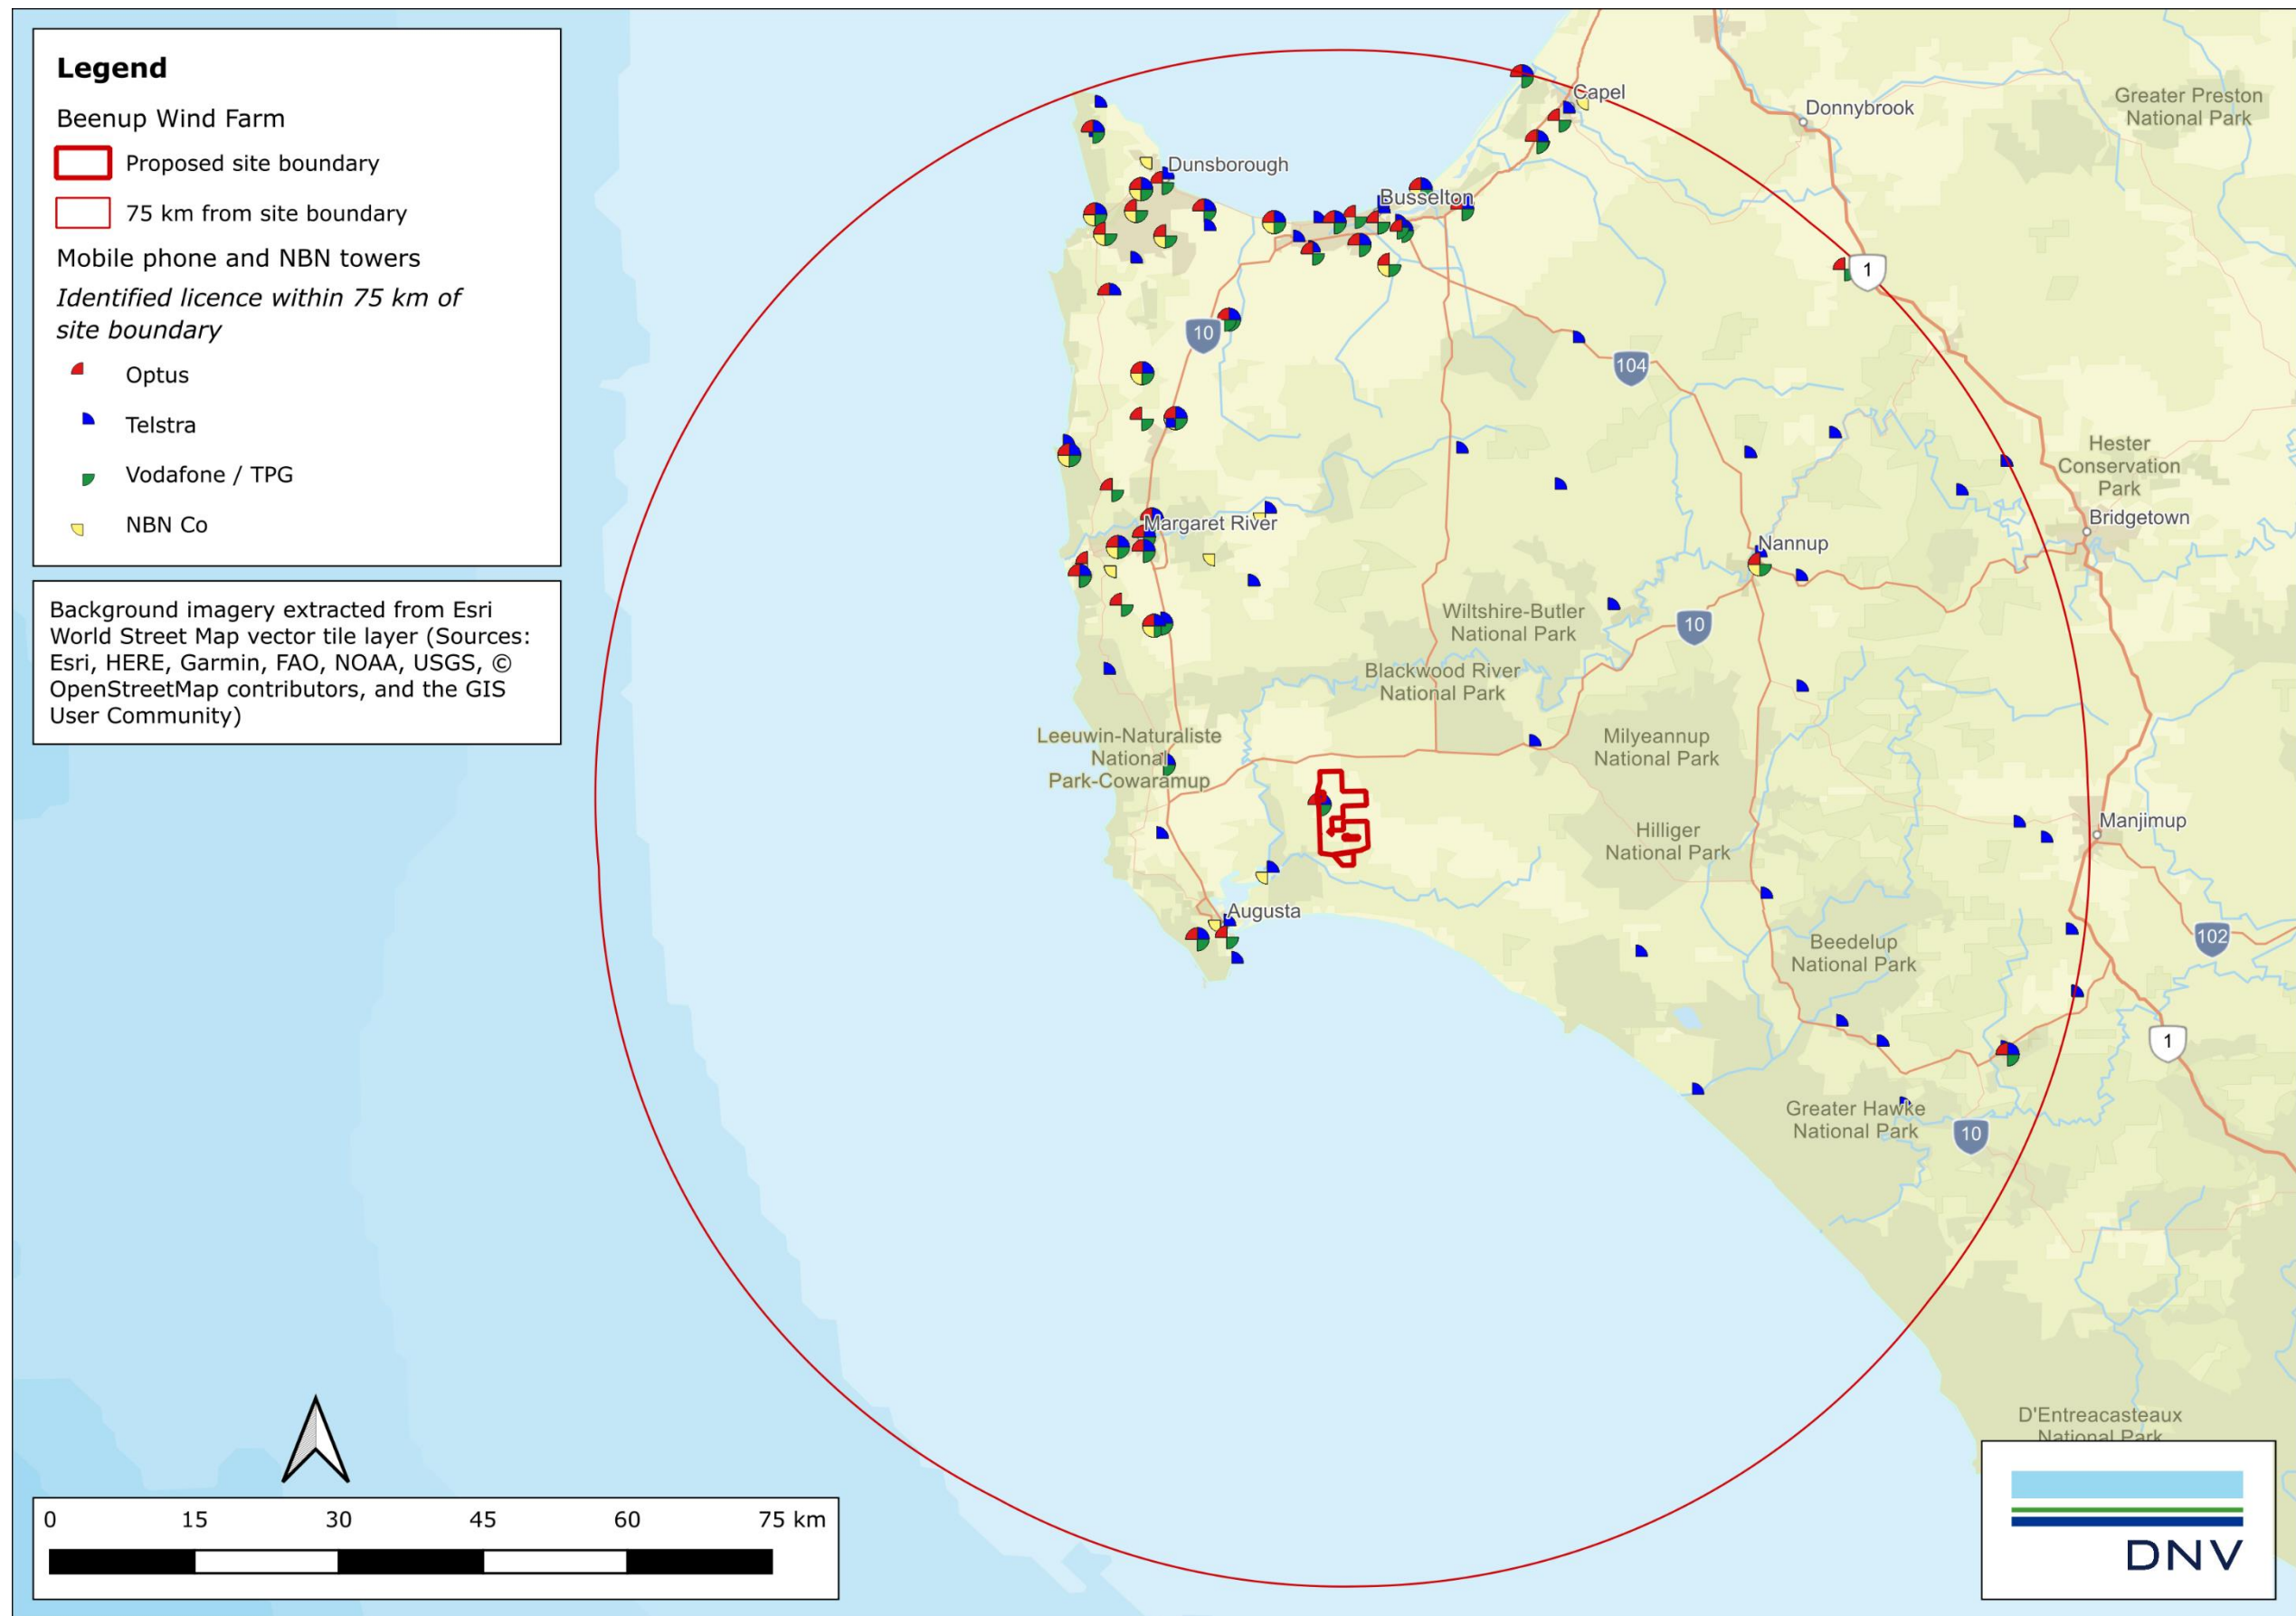 Legend
Beenup Wind Farm
Proposed site boundary
75 km from site boundary
Mobile phone and NBN towers
Identified licence within 75 km of
site boundary
Optus
Telstra
Vodafone / TPG
NBN Co
Background imagery extracted from Esri
World Street Map vector tile layer (Sources:
Esri, HERE, Garmin, FAO, NOAA, USGS, ©
OpenStreetMap contributors, and the GIS
User Community)
Capel
Donnybrook
Greater Preston
National Park
Dunsborough
Busselton
1
10
104
Hester
Conservation
Park
Bridgetown
Margaret River
Nannup
Wiltshire-Butler
National Park
10
Blackwood River
National Park
Leeuwin-Naturaliste
National
Park-Cowaramup
Milyeannup
National Park
Hilliger
National Park
Manjimup
Augusta
Beedelup
National Park
102
1
Greater Hawke
National Park
10
D'Entreacasteaux
National Park
0 15 30 45 60 75 km
DNV